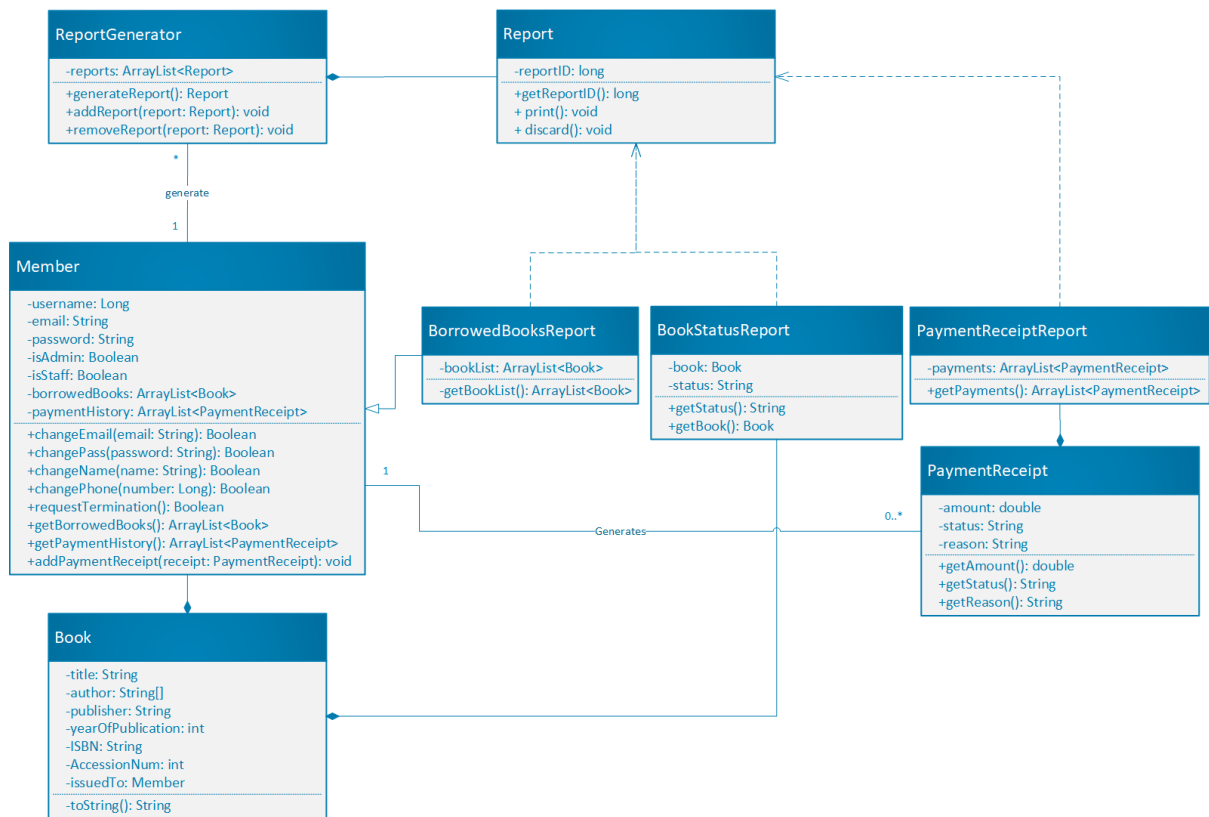 ReportGenerator
-reports: ArrayList<Report>
+generateReport(): Report
+addReport(report: Report): void
+removeReport(report: Report): void
Report
-reportID: long
+getReportID(): long
+ print(): void
+ discard(): void
*
generate
1
Member
-username: Long
-email: String
-password: String
-isAdmin: Boolean
-isStaff: Boolean
-borrowedBooks: ArrayList<Book>
-paymentHistory: ArrayList<PaymentReceipt>
+changeEmail(email: String): Boolean
+changePass(password: String): Boolean
+changeName(name: String): Boolean
+changePhone(number: Long): Boolean
+requestTermination(): Boolean
+getBorrowedBooks(): ArrayList<Book>
+getPaymentHistory(): ArrayList<PaymentReceipt>
+addPaymentReceipt(receipt: PaymentReceipt): void
BorrowedBooksReport
-bookList: ArrayList<Book>
-getBookList(): ArrayList<Book>
BookStatusReport
-book: Book
-status: String
+getStatus(): String
+getBook(): Book
PaymentReceiptReport
-payments: ArrayList<PaymentReceipt>
+getPayments(): ArrayList<PaymentReceipt>
1
Generates
0..*
PaymentReceipt
-amount: double
-status: String
-reason: String
+getAmount(): double
+getStatus(): String
+getReason(): String
Book
-title: String
-author: String[]
-publisher: String
-yearOfPublication: int
-ISBN: String
-AccessionNum: int
-issuedTo: Member
-toString(): String